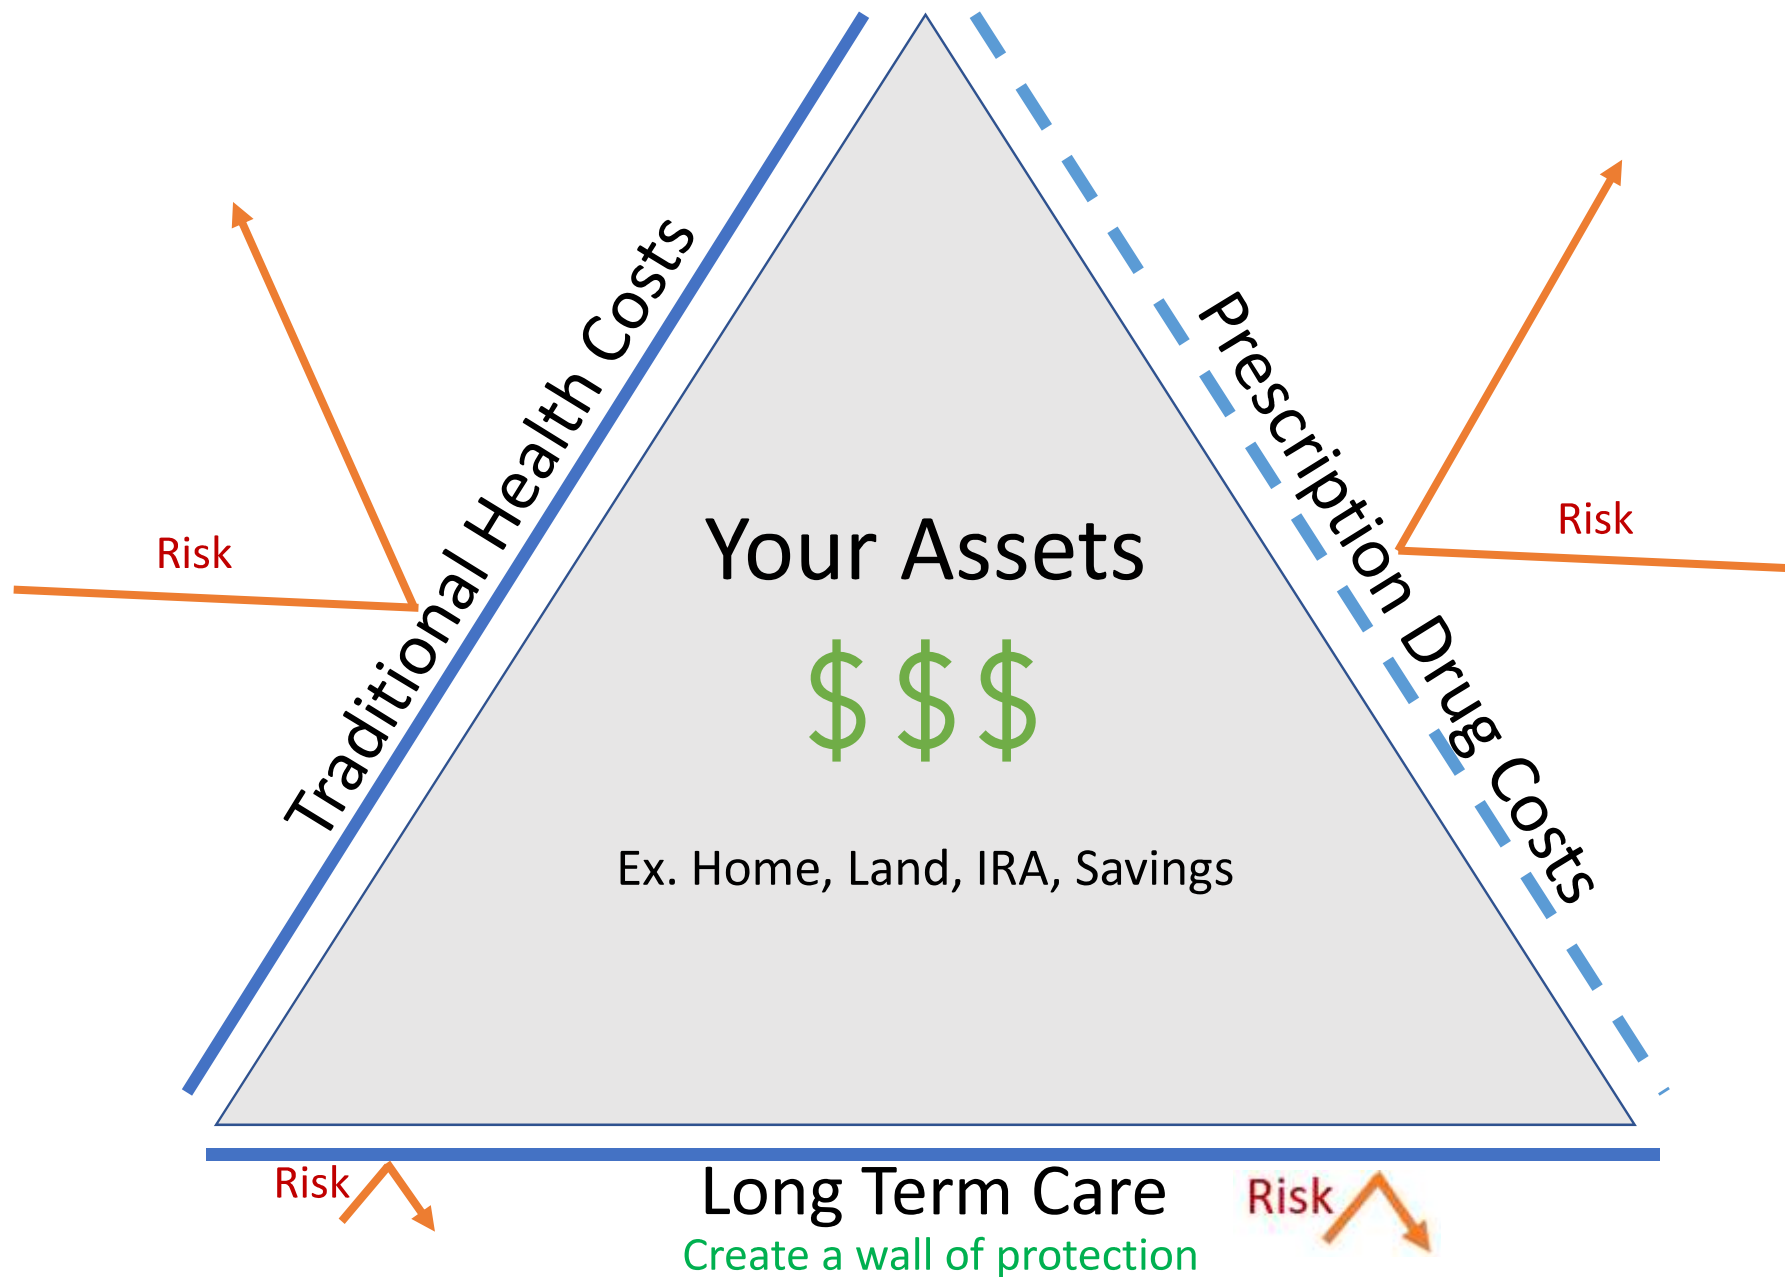 Traditional Health Costs
Prescription Drug Costs
Risk
Risk
Your Assets
$ $ $
Ex. Home, Land, IRA, Savings
Risk
Long Term Care
Risk
Create a wall of protection